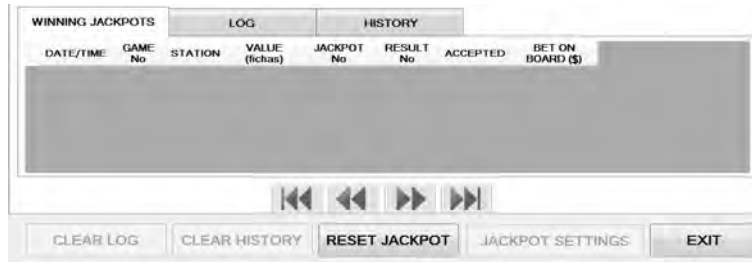 WINNING JACKPOTS LOG HISTORY
DATE/TIME GAME No STATION VALUE (fichas) JACKPOT No RESULT No ACCEPTED BET ON BOARD ($)
CLEAR LOG CLEAR HISTORY RESET JACKPOT JACKPOT SETTINGS EXIT